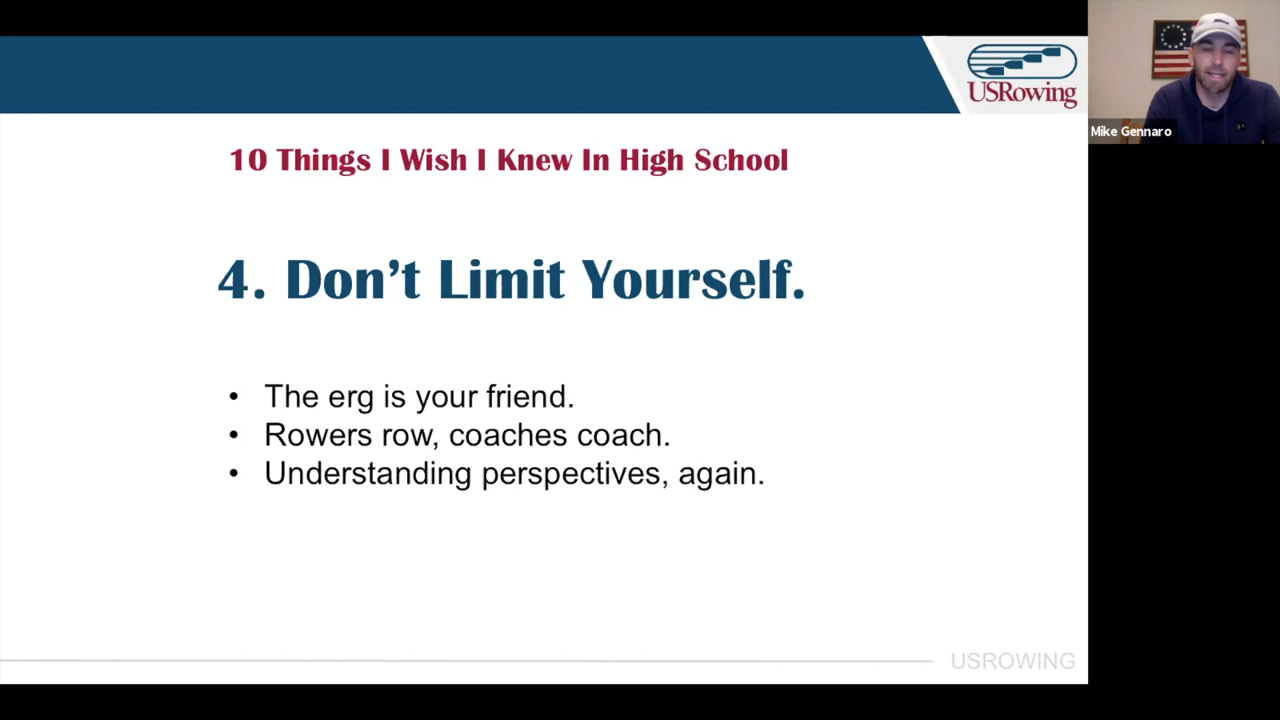 USRowing
Mike Gennaro
10 Things I Wish I Knew In High School
4. Don’t Limit Yourself.
• The erg is your friend.
• Rowers row, coaches coach.
• Understanding perspectives, again.
USROWING